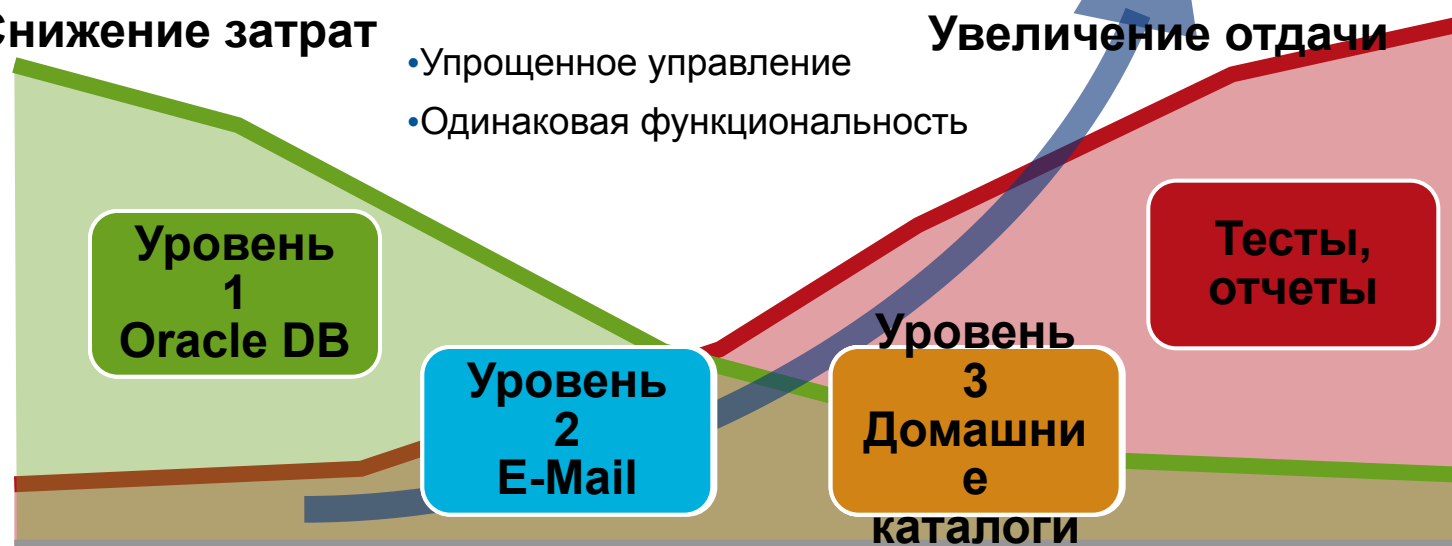 Снижение затрат
Увеличение отдачи
•Упрощенное управление
•Одинаковая функциональность
Уровень
1
Oracle DB
Уровень
2
E-Mail
Уровень
3
Домашни
е
каталоги
Тесты,
отчеты